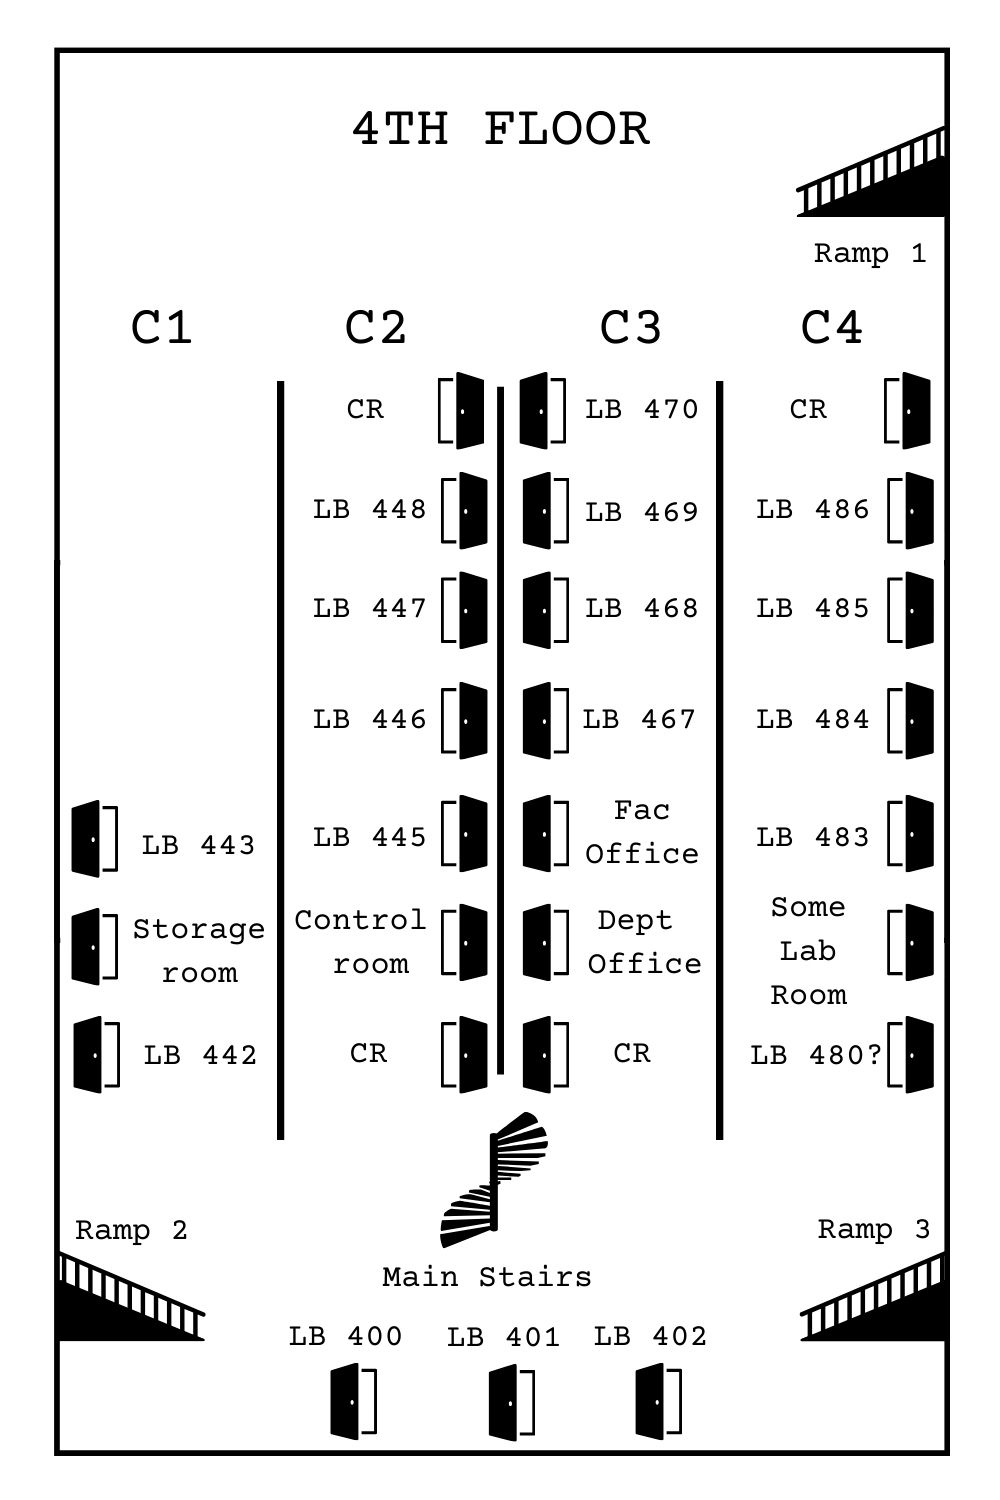 4TH FLOOR
Ramp 1
C1 C2 C3 C4
CR LB 470 CR
LB 448 LB 469 LB 486
LB 447 LB 468 LB 485
LB 446 LB 467 LB 484
LB 443 LB 445 Fac
Office LB 483
Storage
room Control
room Dept
Office Some
Lab
Room
LB 442 CR CR LB 480?
Ramp 2 Ramp 3
Main Stairs
LB 400 LB 401 LB 402